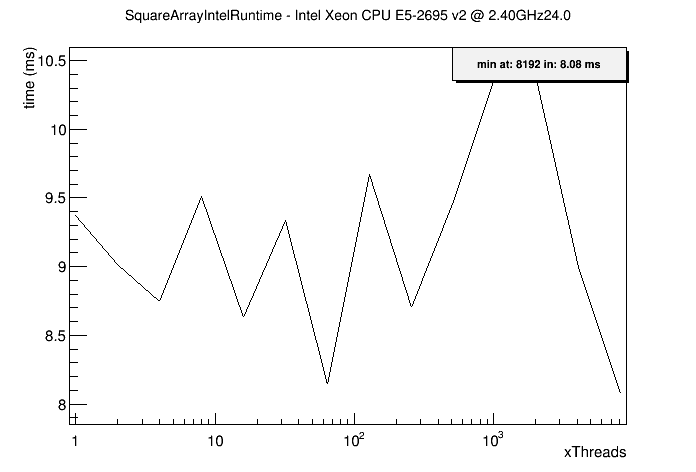 SquareArrayIntelRuntime - Intel Xeon CPU E5-2695 v2 @ 2.40GHz24.0
time (ms)
min at: 8192 in: 8.08 ms
10.5
10
9.5
9
8.5
8
1 10 10² 10³
xThreads